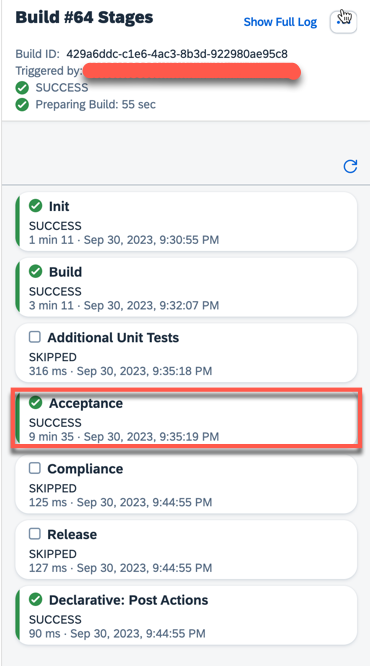 Build #64 Stages
Show Full Log
Build ID: 429a6ddc-c1e6-4ac3-8b3d-922980ae95c8
Triggered by:
SUCCESS
Preparing Build: 55 sec
Init
SUCCESS
1 min 11 · Sep 30, 2023, 9:30:55 PM
Build
SUCCESS
3 min 11 · Sep 30, 2023, 9:32:07 PM
Additional Unit Tests
SKIPPED
316 ms · Sep 30, 2023, 9:35:18 PM
Acceptance
SUCCESS
9 min 35 · Sep 30, 2023, 9:35:19 PM
Compliance
SKIPPED
125 ms · Sep 30, 2023, 9:44:55 PM
Release
SKIPPED
127 ms · Sep 30, 2023, 9:44:55 PM
Declarative: Post Actions
SUCCESS
90 ms · Sep 30, 2023, 9:44:55 PM